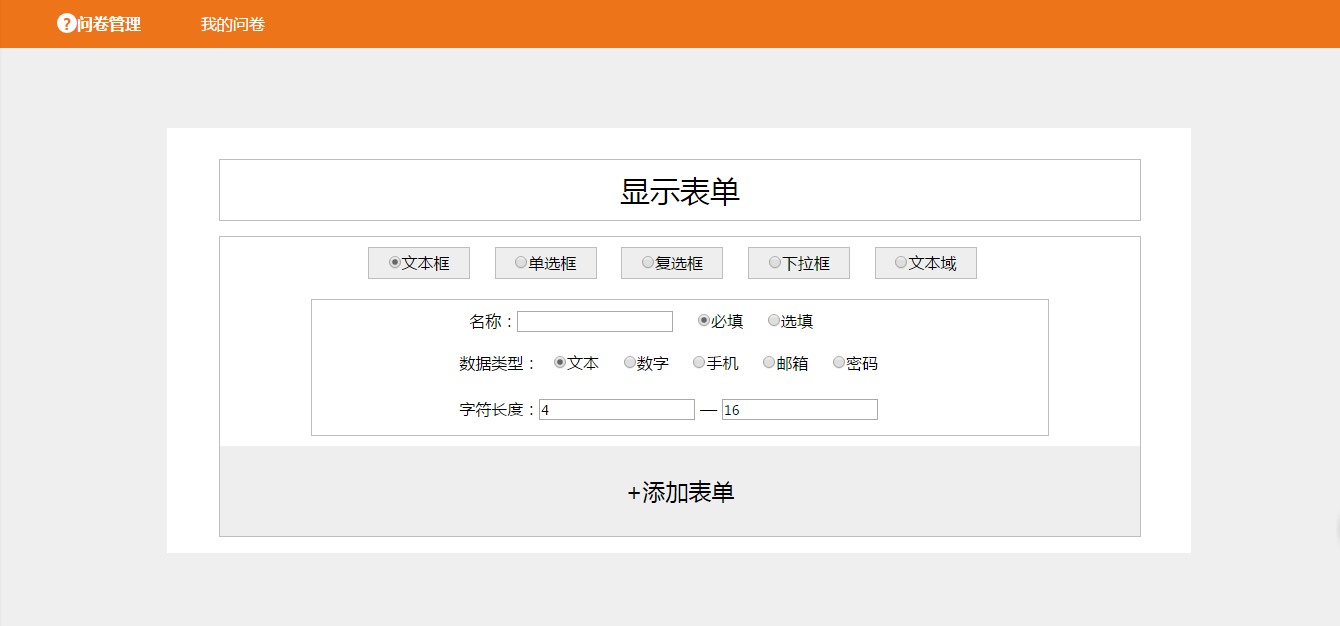 ?问卷管理 我的问卷
显示表单
文本框 单选框 复选框 下拉框 文本域
名称： 必填 选填
数据类型： 文本 数字 手机 邮箱 密码
字符长度： 4 — 16
+添加表单